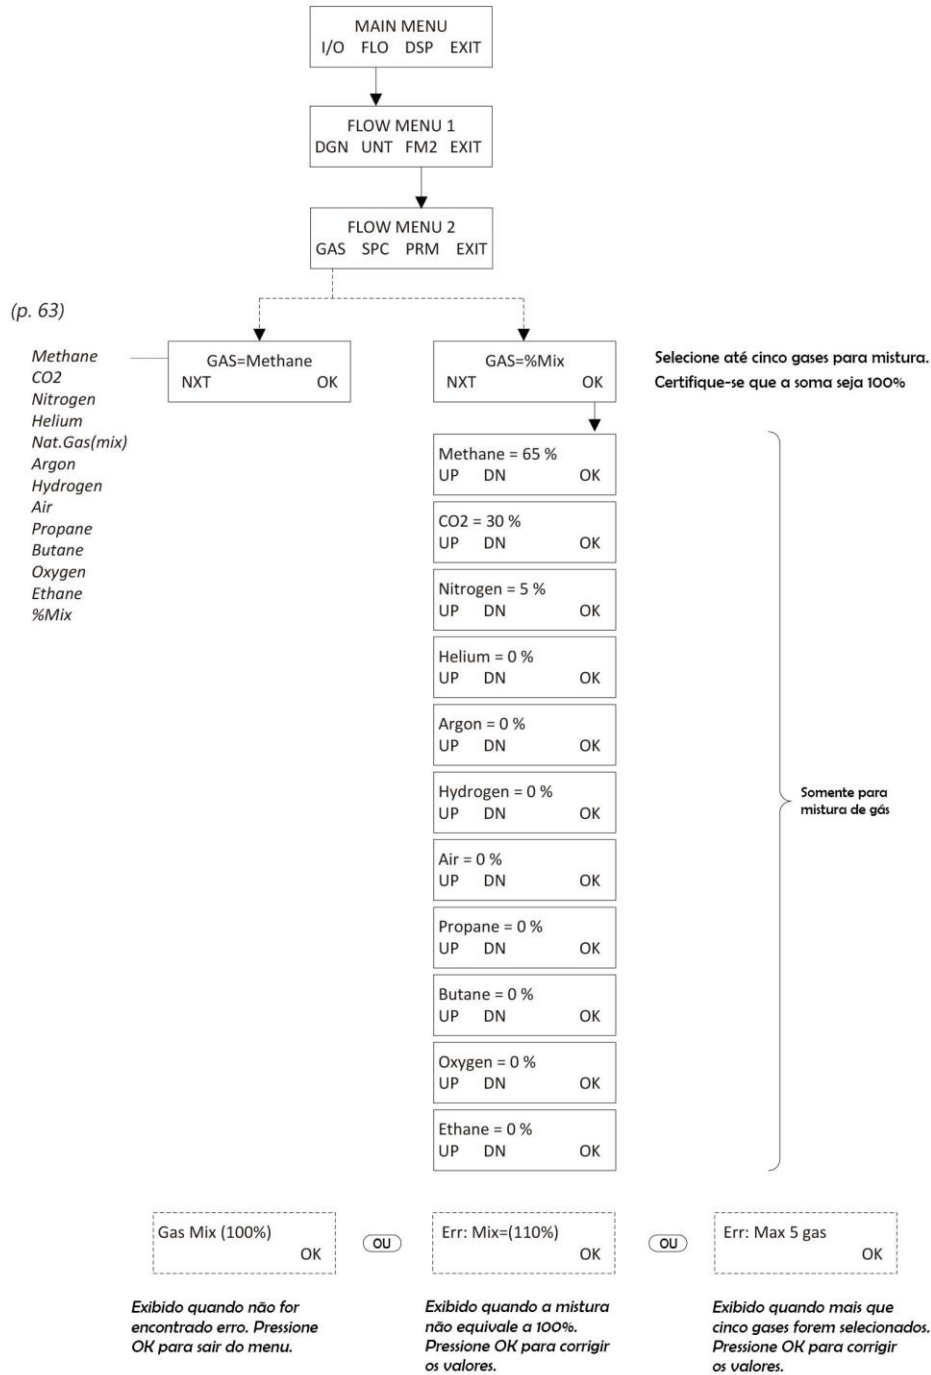 MAIN MENU
I/O FLO DSP EXIT
FLOW MENU 1
DGN UNT FM2 EXIT
FLOW MENU 2
GAS SPC PRM EXIT
(p. 63)
Methane
CO2
Nitrogen
Helium
Nat.Gas(mix)
Argon
Hydrogen
Air
Propane
Butane
Oxygen
Ethane
%Mix
GAS=Methane
NXT OK
GAS=%Mix
NXT OK
Selecione até cinco gases para mistura.
Certifique-se que a soma seja 100%
Methane = 65 %
UP DN OK
CO2 = 30 %
UP DN OK
Nitrogen = 5 %
UP DN OK
Helium = 0 %
UP DN OK
Argon = 0 %
UP DN OK
Hydrogen = 0 %
UP DN OK
Air = 0 %
UP DN OK
Propane = 0 %
UP DN OK
Butane = 0 %
UP DN OK
Oxygen = 0 %
UP DN OK
Ethane = 0 %
UP DN OK
Somente para
mistura de gás
Gas Mix (100%)
OK
OU
Err: Mix=(110%)
OK
OU
Err: Max 5 gas
OK
Exibido quando não for
encontrado erro. Pressione
OK para sair do menu.
Exibido quando a mistura
não equivale a 100%.
Pressione OK para corrigir
os valores.
Exibido quando mais que
cinco gases forem selecionados.
Pressione OK para corrigir
os valores.